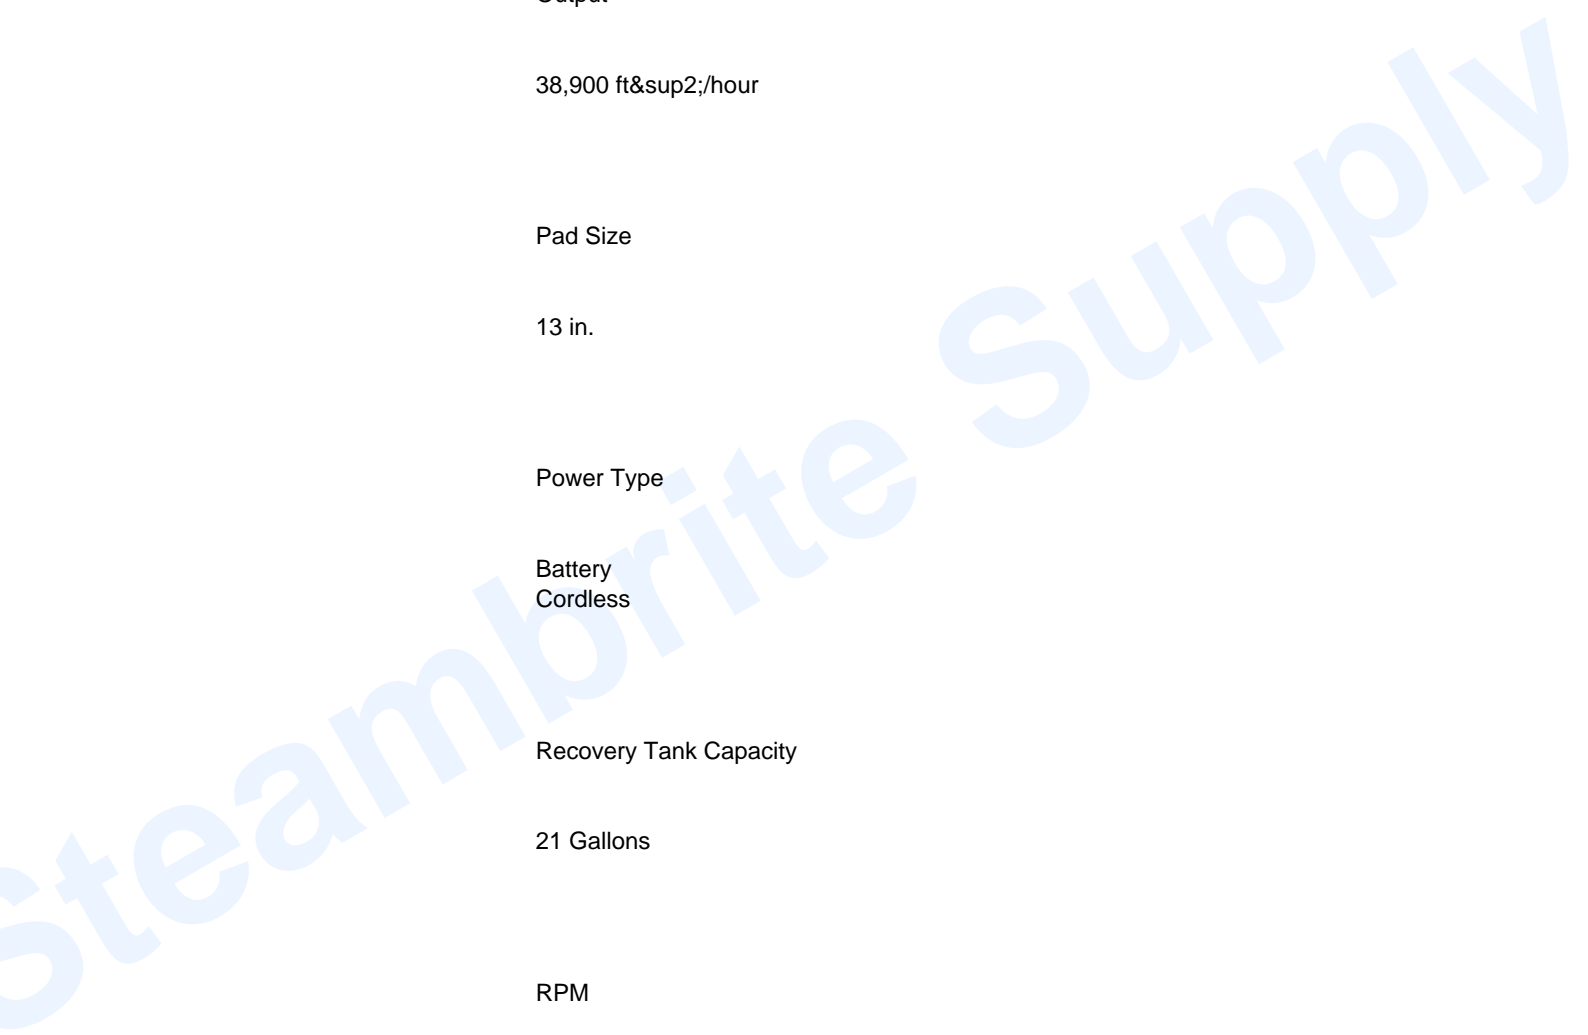 Output
38,900 ft&sup2;/hour
Pad Size
13 in.
Power Type
Battery
Cordless
Recovery Tank Capacity
21 Gallons
RPM
Steambrite Supply